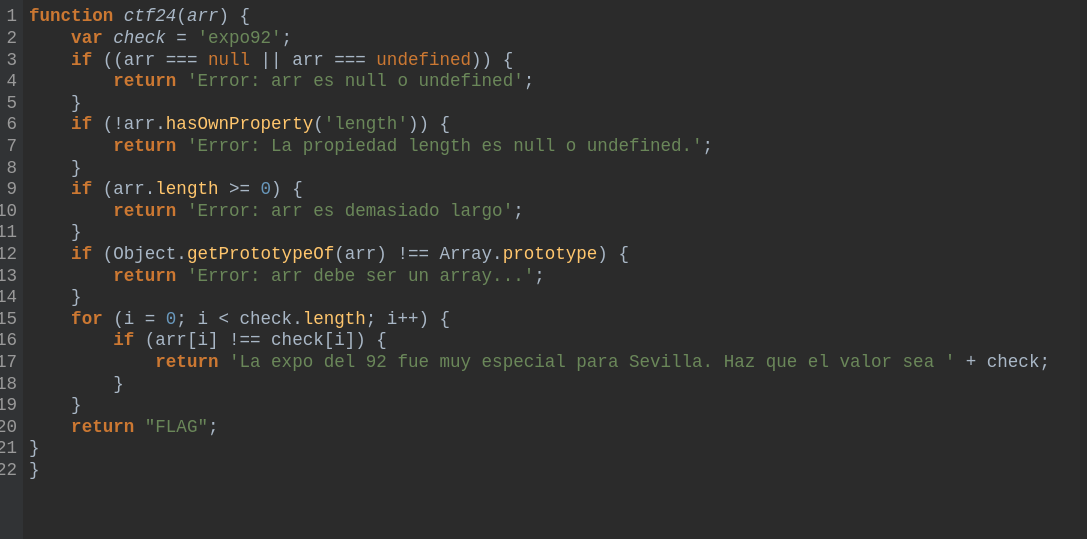 1 function ctf24(arr) {
2     var check = 'expo92';
3     if ((arr === null || arr === undefined)) {
4         return 'Error: arr es null o undefined';
5     }
6     if (!arr.hasOwnProperty('length')) {
7         return 'Error: La propiedad length es null o undefined.';
8     }
9     if (arr.length >= 0) {
10         return 'Error: arr es demasiado largo';
11     }
12     if (Object.getPrototypeOf(arr) !== Array.prototype) {
13         return 'Error: arr debe ser un array...';
14     }
15     for (i = 0; i < check.length; i++) {
16         if (arr[i] !== check[i]) {
17             return 'La expo del 92 fue muy especial para Sevilla. Haz que el valor sea ' + check;
18         }
19     }
20     return "FLAG";
21 }
22 }